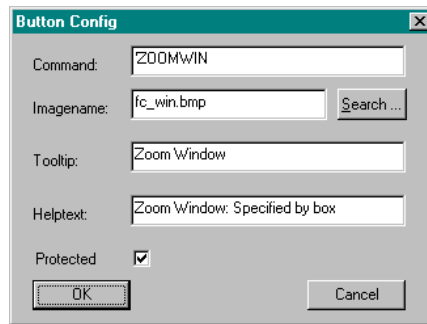 Button Config
Command: 'ZOOMWIN
Imagename: fc_win.bmp Search ...
Tooltip: Zoom Window
Helptext: Zoom Window: Specified by box
Protected
OK Cancel